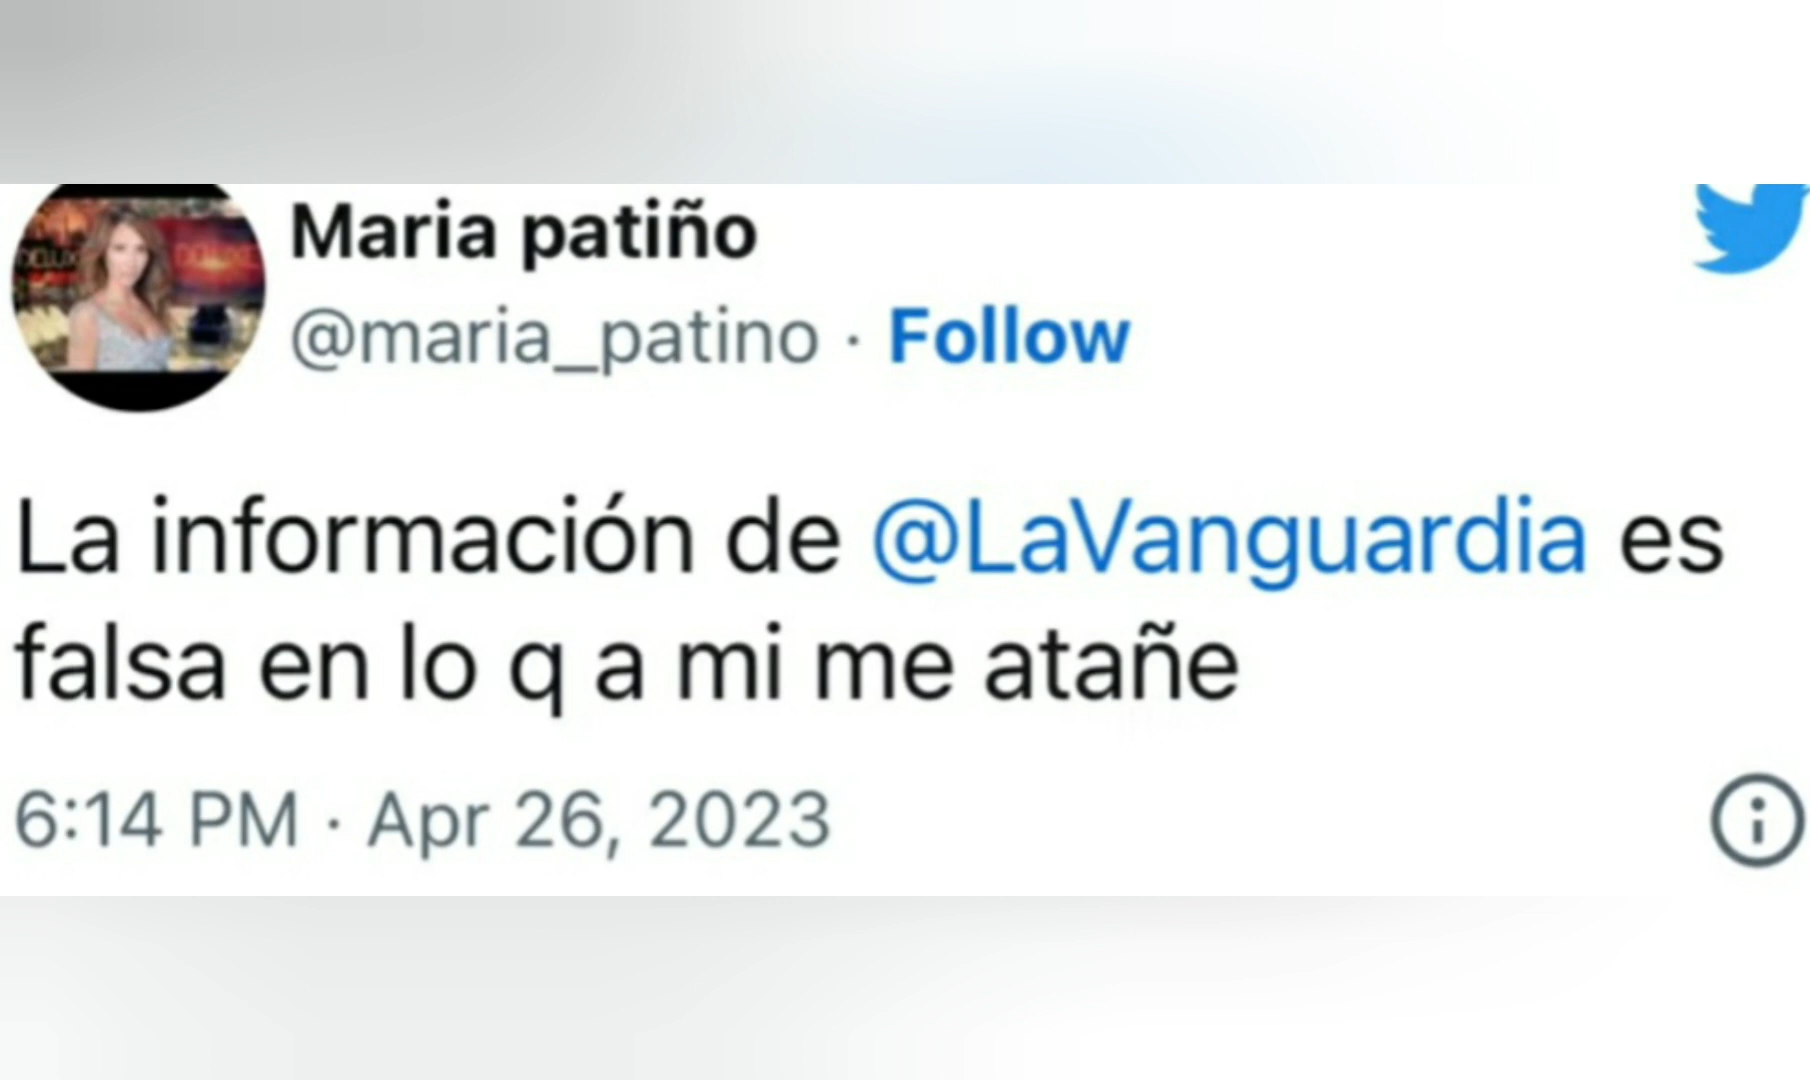 Maria patiño
@maria_patino · Follow
La información de @LaVanguardia es
falsa en lo q a mi me atañe
6:14 PM · Apr 26, 2023